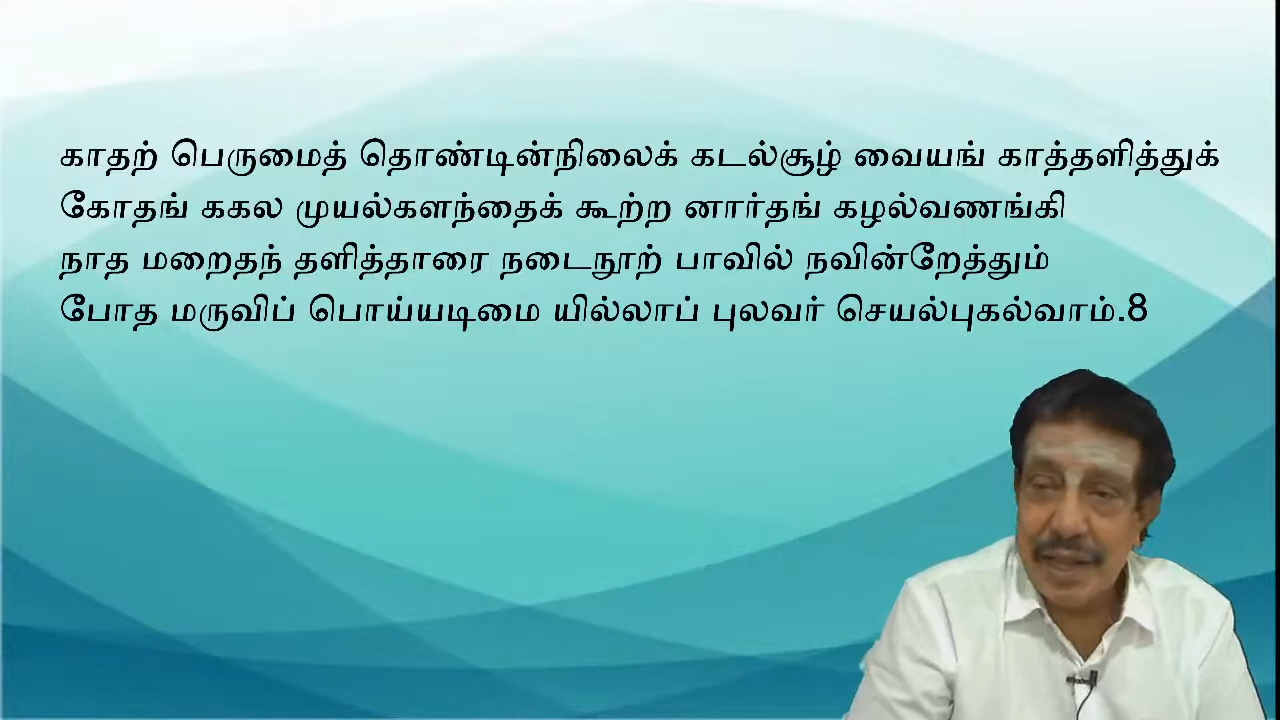 காதற் பெருமைத் தொண்டின்நிலைக் கடல்சூழ் வையங் காத்தளித்துக்
கோதங் ககல முயல்களந்தைக் கூற்ற னார்தங் கழல்வணங்கி
நாத மறைதந் தளித்தாரை நடைநூற் பாவில் நவின்றேத்தும்
போத மருவிப் பொய்யடிமை யில்லாப் புலவர் செயல்புகல்வாம்.8